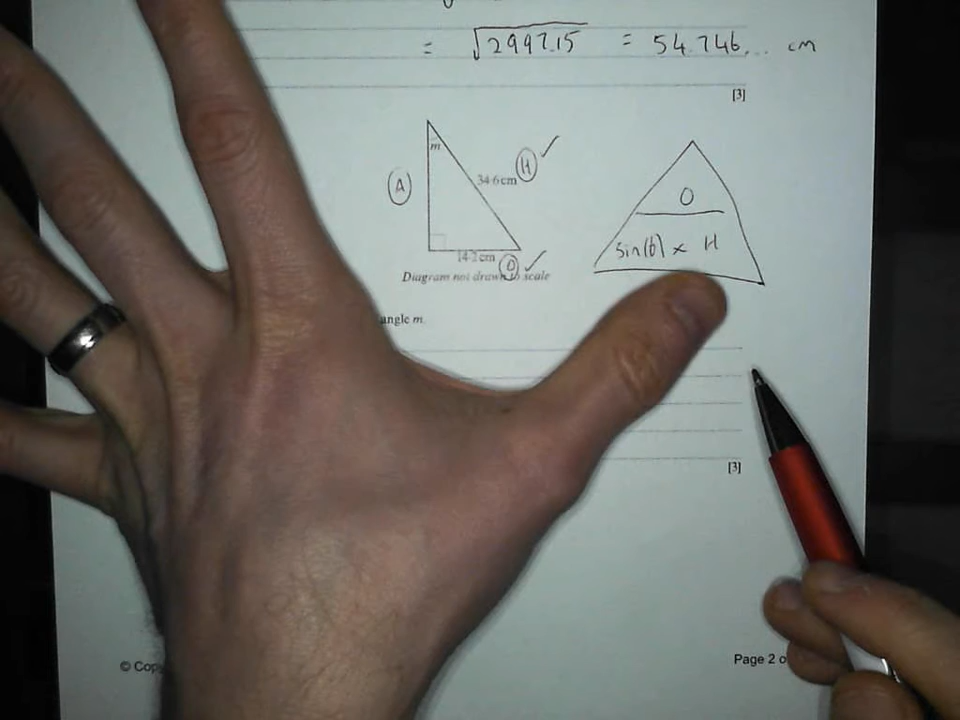 = √2997.15 = 54.746... cm
[3]
m
A
34·6cm H ✓
14·2cm O ✓
Diagram not drawn to scale
O
sin(θ) × H
angle m.
[3]
Page 2